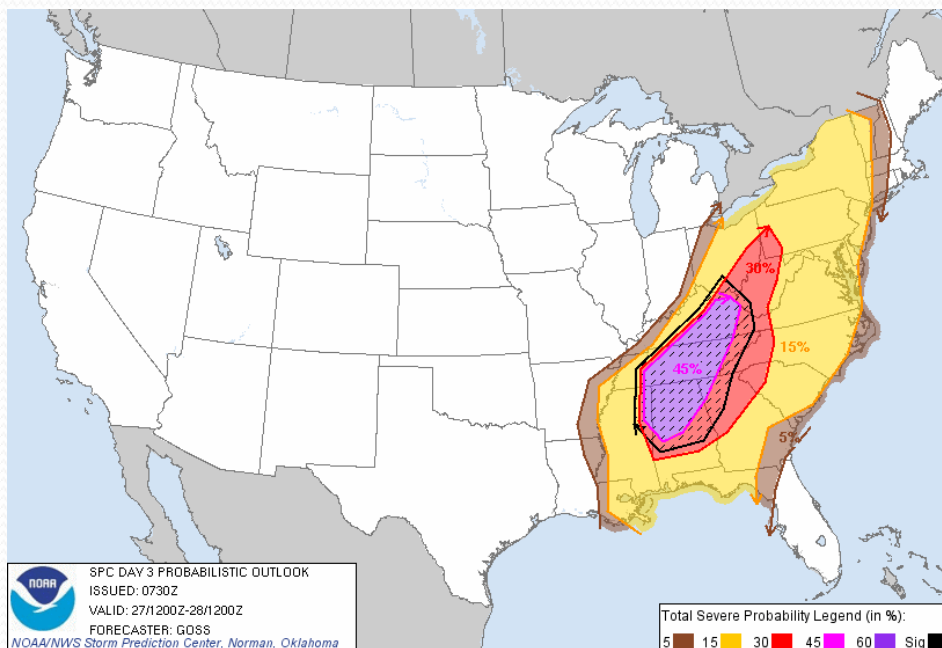 30%
15%
45%
5%
NOAA
SPC DAY 3 PROBABILISTIC OUTLOOK
ISSUED: 0730Z
VALID: 27/1200Z-28/1200Z
FORECASTER: GOSS
NOAA/NWS Storm Prediction Center, Norman, Oklahoma
Total Severe Probability Legend (in %):
5 15 30 45 60 Sig